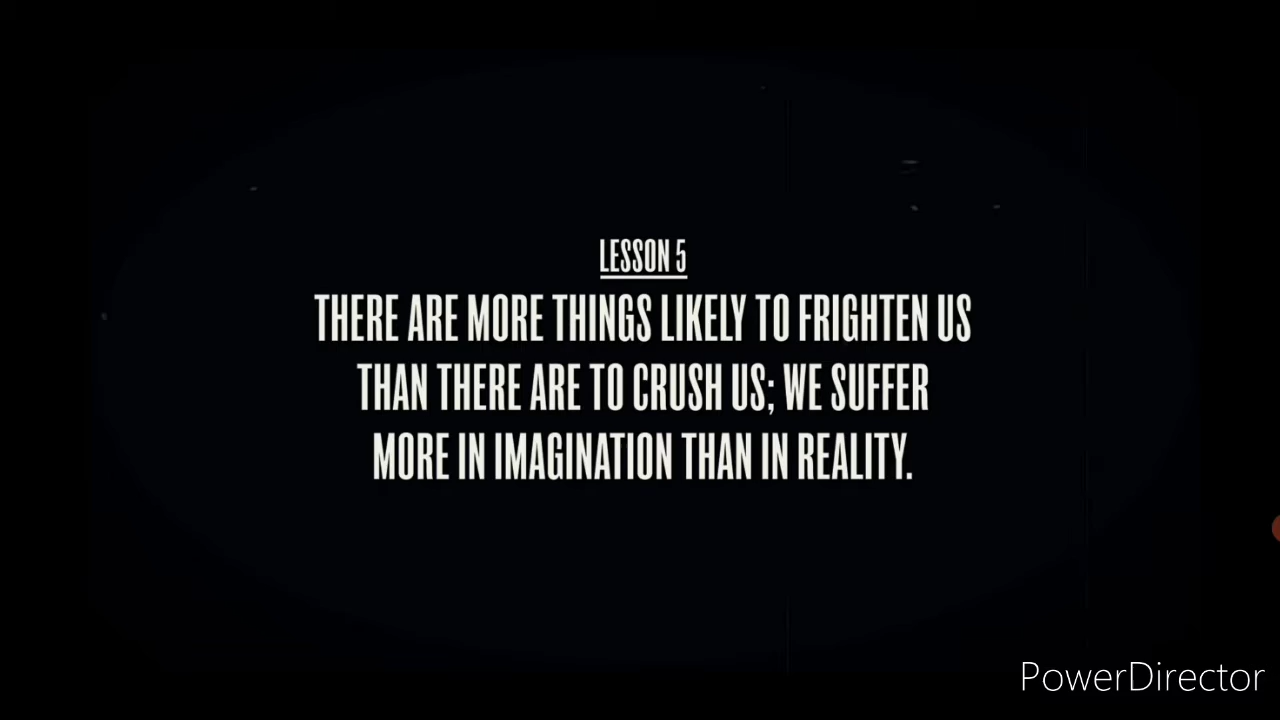 LESSON 5
THERE ARE MORE THINGS LIKELY TO FRIGHTEN US
THAN THERE ARE TO CRUSH US; WE SUFFER
MORE IN IMAGINATION THAN IN REALITY.
PowerDirector